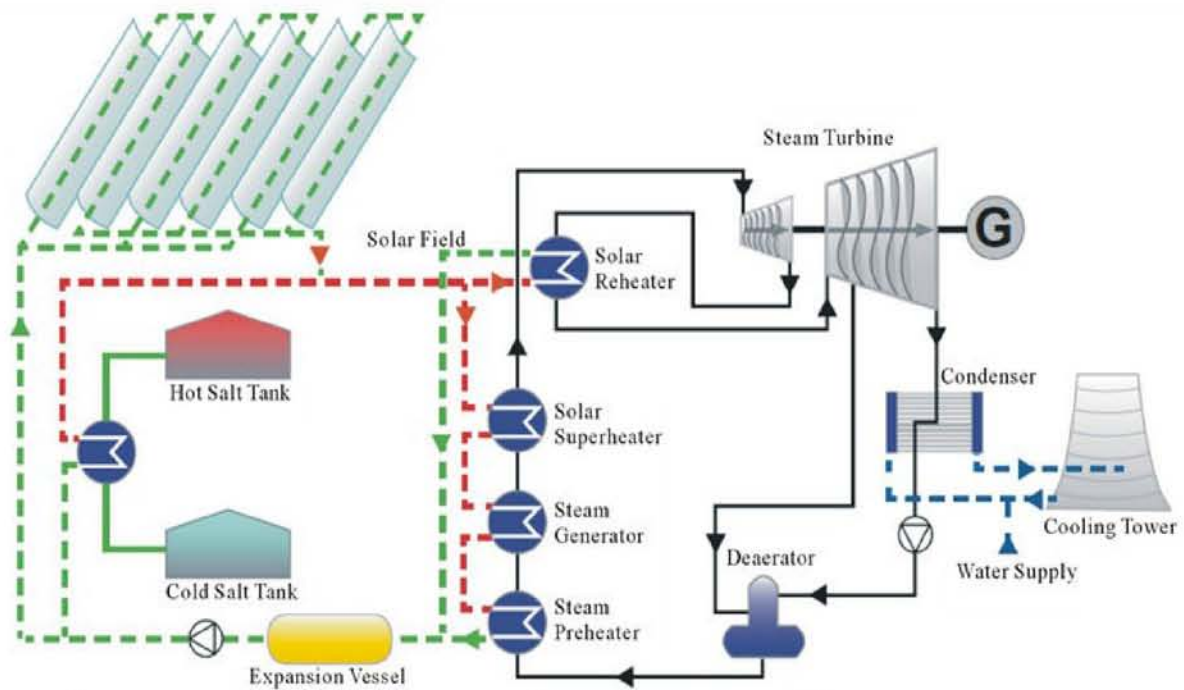 Steam Turbine
G
Solar Field
Solar
Reheater
Hot Salt Tank
Condenser
Solar
Superheater
Steam
Generator
Cooling Tower
Deaerator
Water Supply
Cold Salt Tank
Steam
Preheater
Expansion Vessel